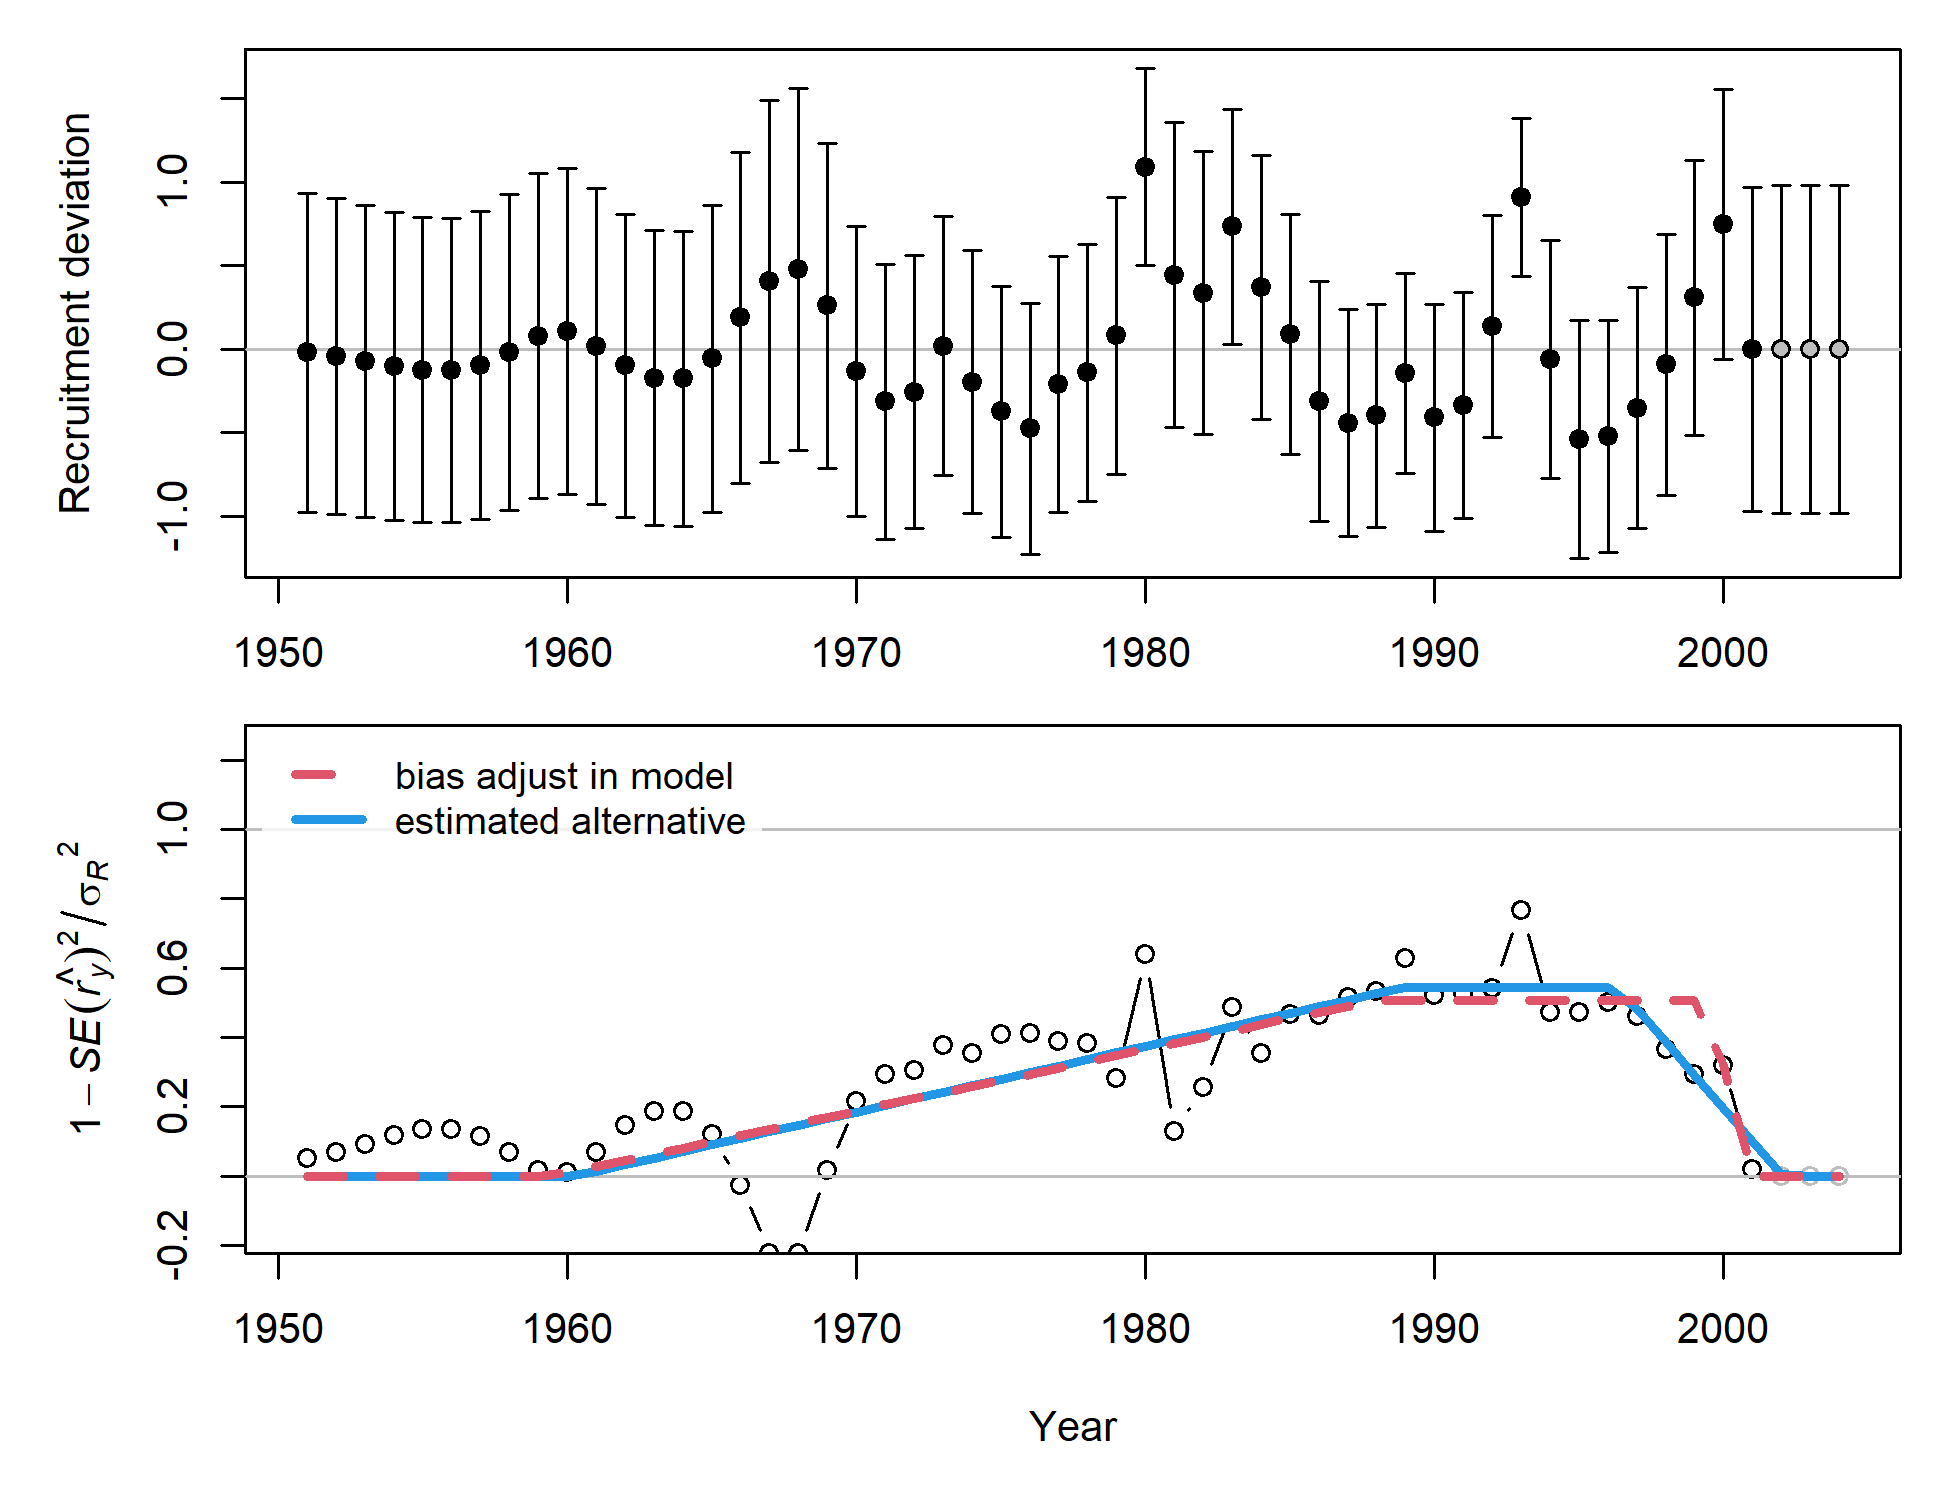 Recruitment deviation
1.0
0.0
-1.0
1950 1960 1970 1980 1990 2000
bias adjust in model
estimated alternative
1 − SE(r̂y)² / σR²
1.0
0.6
0.2
-0.2
1950 1960 1970 1980 1990 2000
Year